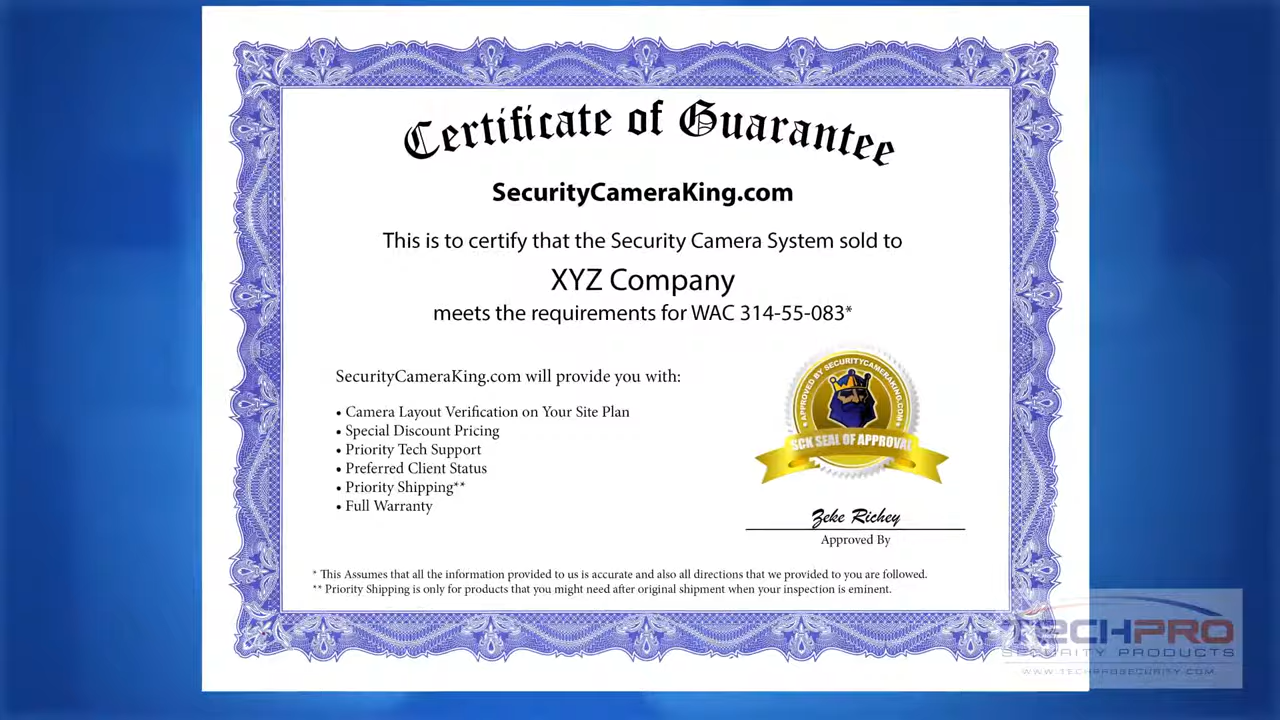 Certificate of Guarantee
SecurityCameraKing.com
This is to certify that the Security Camera System sold to
XYZ Company
meets the requirements for WAC 314-55-083*
SecurityCameraKing.com will provide you with:
• Camera Layout Verification on Your Site Plan
• Special Discount Pricing
• Priority Tech Support
• Preferred Client Status
• Priority Shipping**
• Full Warranty
APPROVED BY SECURITYCAMERAKING.COM
SCK SEAL OF APPROVAL
Zeke Richey
Approved By
* This Assumes that all the information provided to us is accurate and also all directions that we provided to you are followed.
** Priority Shipping is only for products that you might need after original shipment when your inspection is eminent.
TECHPRO
SECURITY PRODUCTS
WWW.TECHPROSECURITY.COM